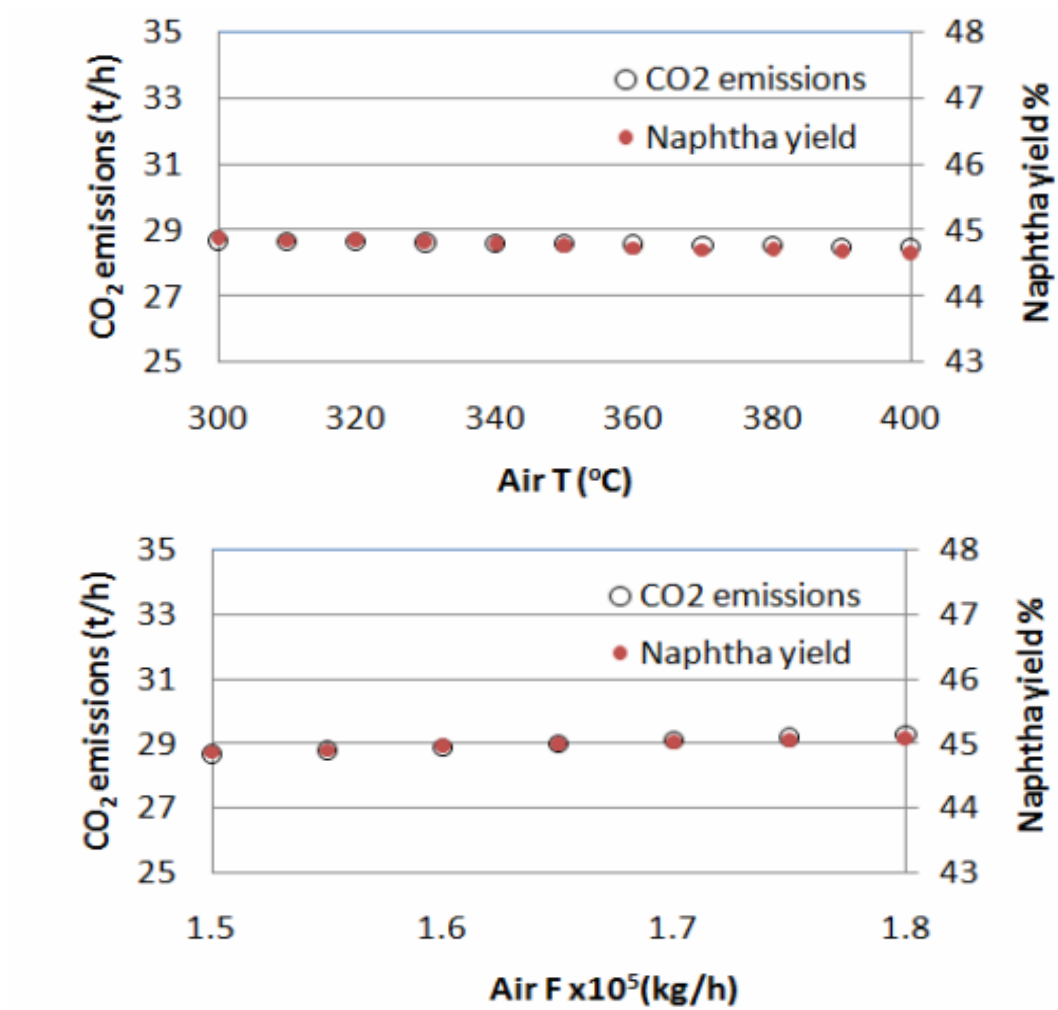 35 48
CO2 emissions
33 47
Naphtha yield
31 46
29 45
27 44
25 43
CO₂ emissions (t/h)
Naphtha yield %
300 320 340 360 380 400
Air T (°C)
35 48
CO2 emissions
33 47
Naphtha yield
31 46
29 45
27 44
25 43
CO₂ emissions (t/h)
Naphtha yield %
1.5 1.6 1.7 1.8
Air F x10⁵(kg/h)